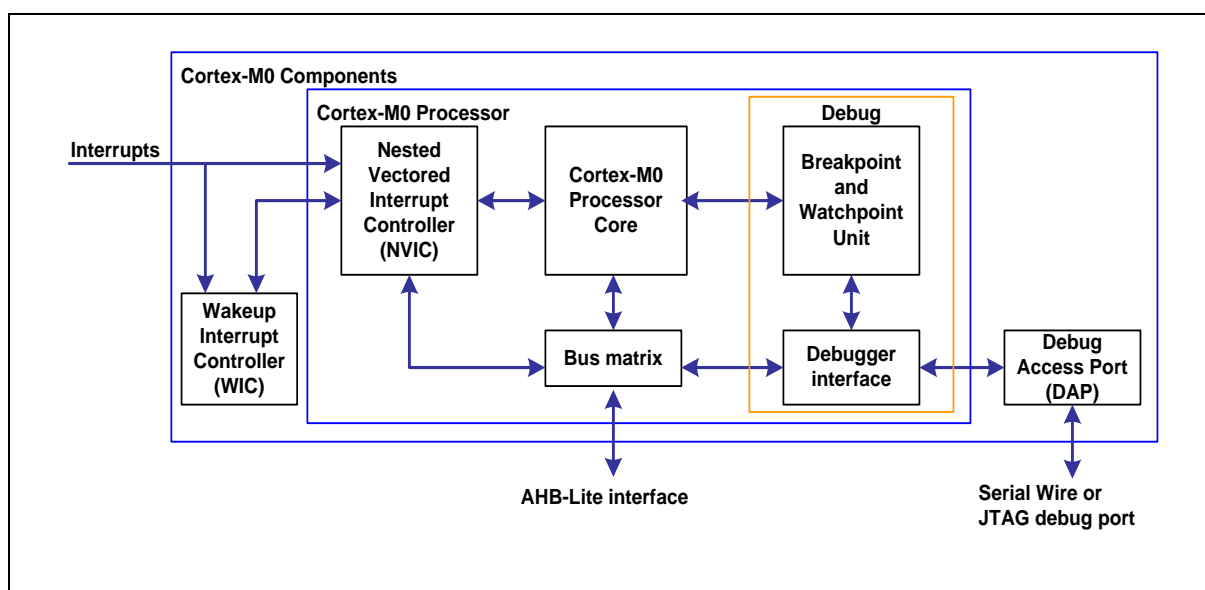 Cortex-M0 Components
Cortex-M0 Processor
Debug
Interrupts
Nested
Vectored
Interrupt
Controller
(NVIC)
Cortex-M0
Processor
Core
Breakpoint
and
Watchpoint
Unit
Wakeup
Interrupt
Controller
(WIC)
Bus matrix
Debugger
interface
Debug
Access Port
(DAP)
AHB-Lite interface
Serial Wire or
JTAG debug port